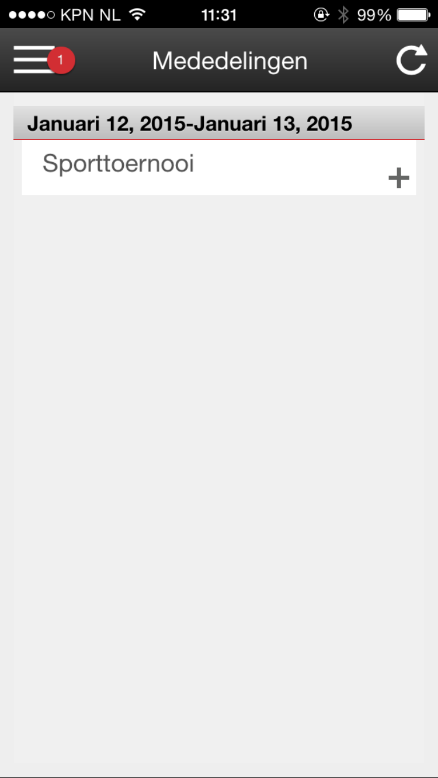 KPN NL 11:31 99%
1 Mededelingen
Januari 12, 2015-Januari 13, 2015
Sporttoernooi
+